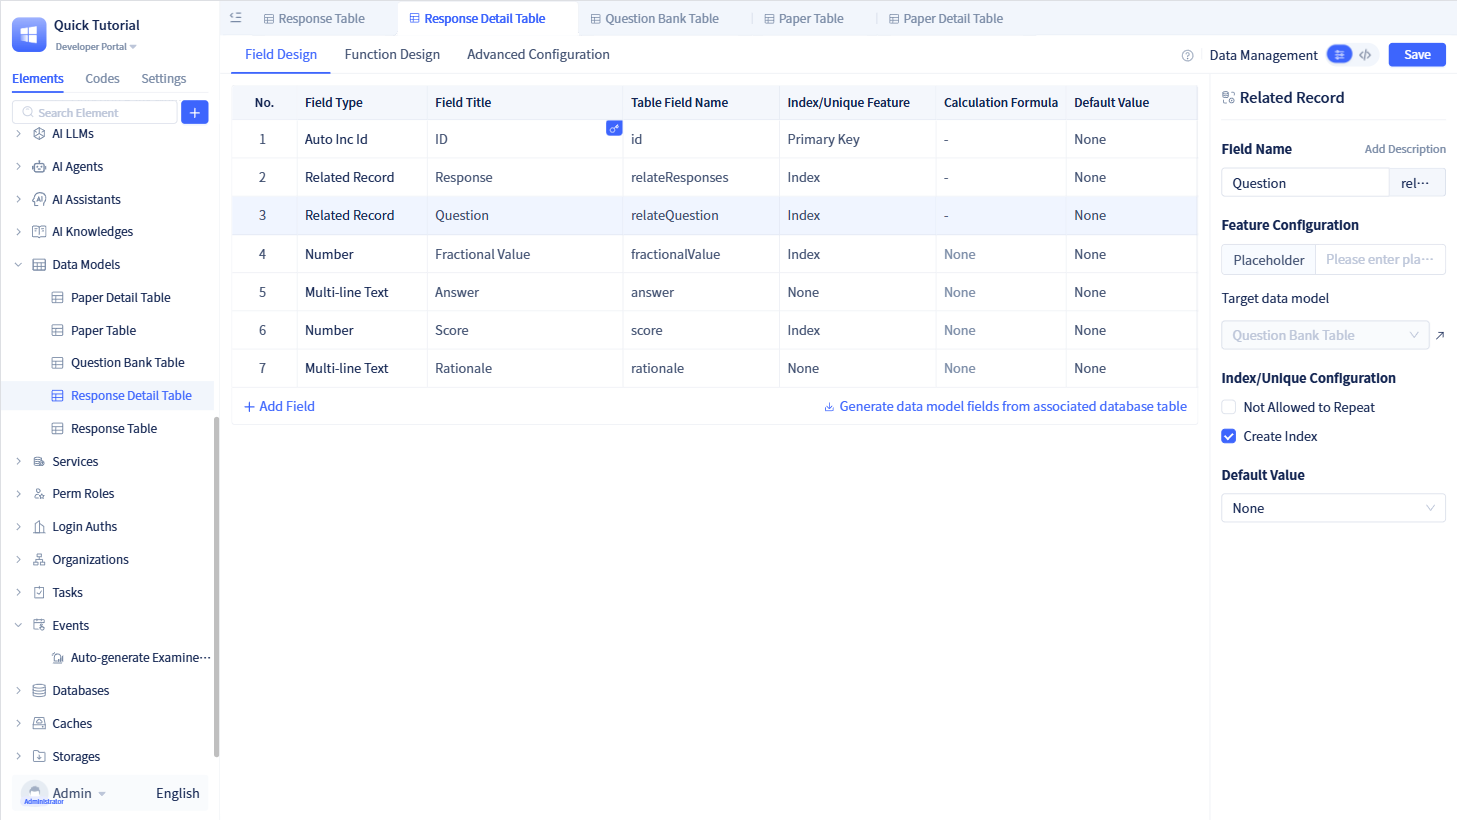 Quick Tutorial
Developer Portal
Elements Codes Settings
Search Element
AI LLMs
AI Agents
AI Assistants
AI Knowledges
Data Models
Paper Detail Table
Paper Table
Question Bank Table
Response Detail Table
Response Table
Services
Perm Roles
Login Auths
Organizations
Tasks
Events
Auto-generate Examine···
Databases
Caches
Storages
Admin
Administrator
English
Response Table Response Detail Table Question Bank Table Paper Table Paper Detail Table
Field Design Function Design Advanced Configuration
Data Management </> Save
No. Field Type Field Title Table Field Name Index/Unique Feature Calculation Formula Default Value
1 Auto Inc Id ID id Primary Key - None
2 Related Record Response relateResponses Index - None
3 Related Record Question relateQuestion Index - None
4 Number Fractional Value fractionalValue Index None None
5 Multi-line Text Answer answer None None None
6 Number Score score Index None None
7 Multi-line Text Rationale rationale None None None
+ Add Field Generate data model fields from associated database table
Related Record
Field Name Add Description
Question rel···
Feature Configuration
Placeholder Please enter pla···
Target data model
Question Bank Table
Index/Unique Configuration
Not Allowed to Repeat
Create Index
Default Value
None